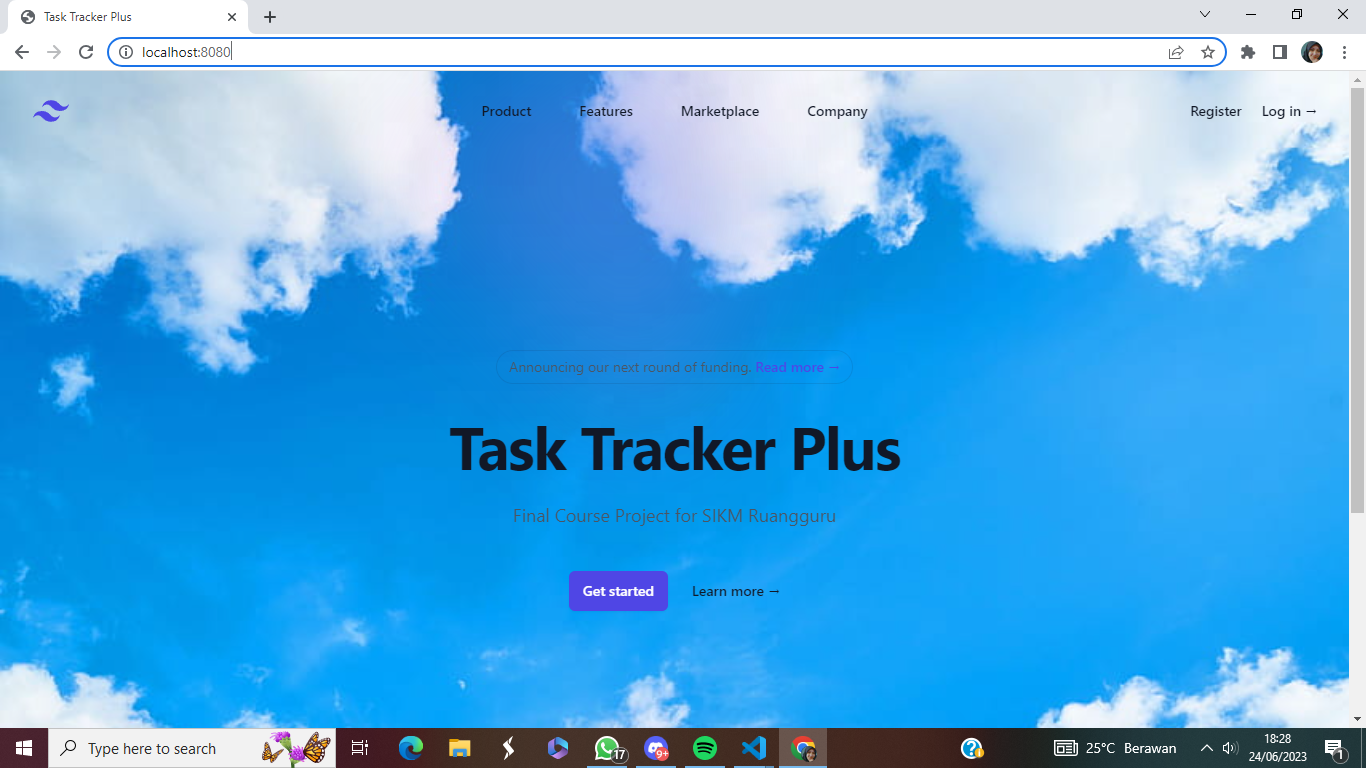 Task Tracker Plus
localhost:8080
Product Features Marketplace Company Register Log in →
Announcing our next round of funding. Read more →
Task Tracker Plus
Final Course Project for SIKM Ruangguru
Get started Learn more →
Type here to search 17 9+ 25°C Berawan 18:28
24/06/2023 1